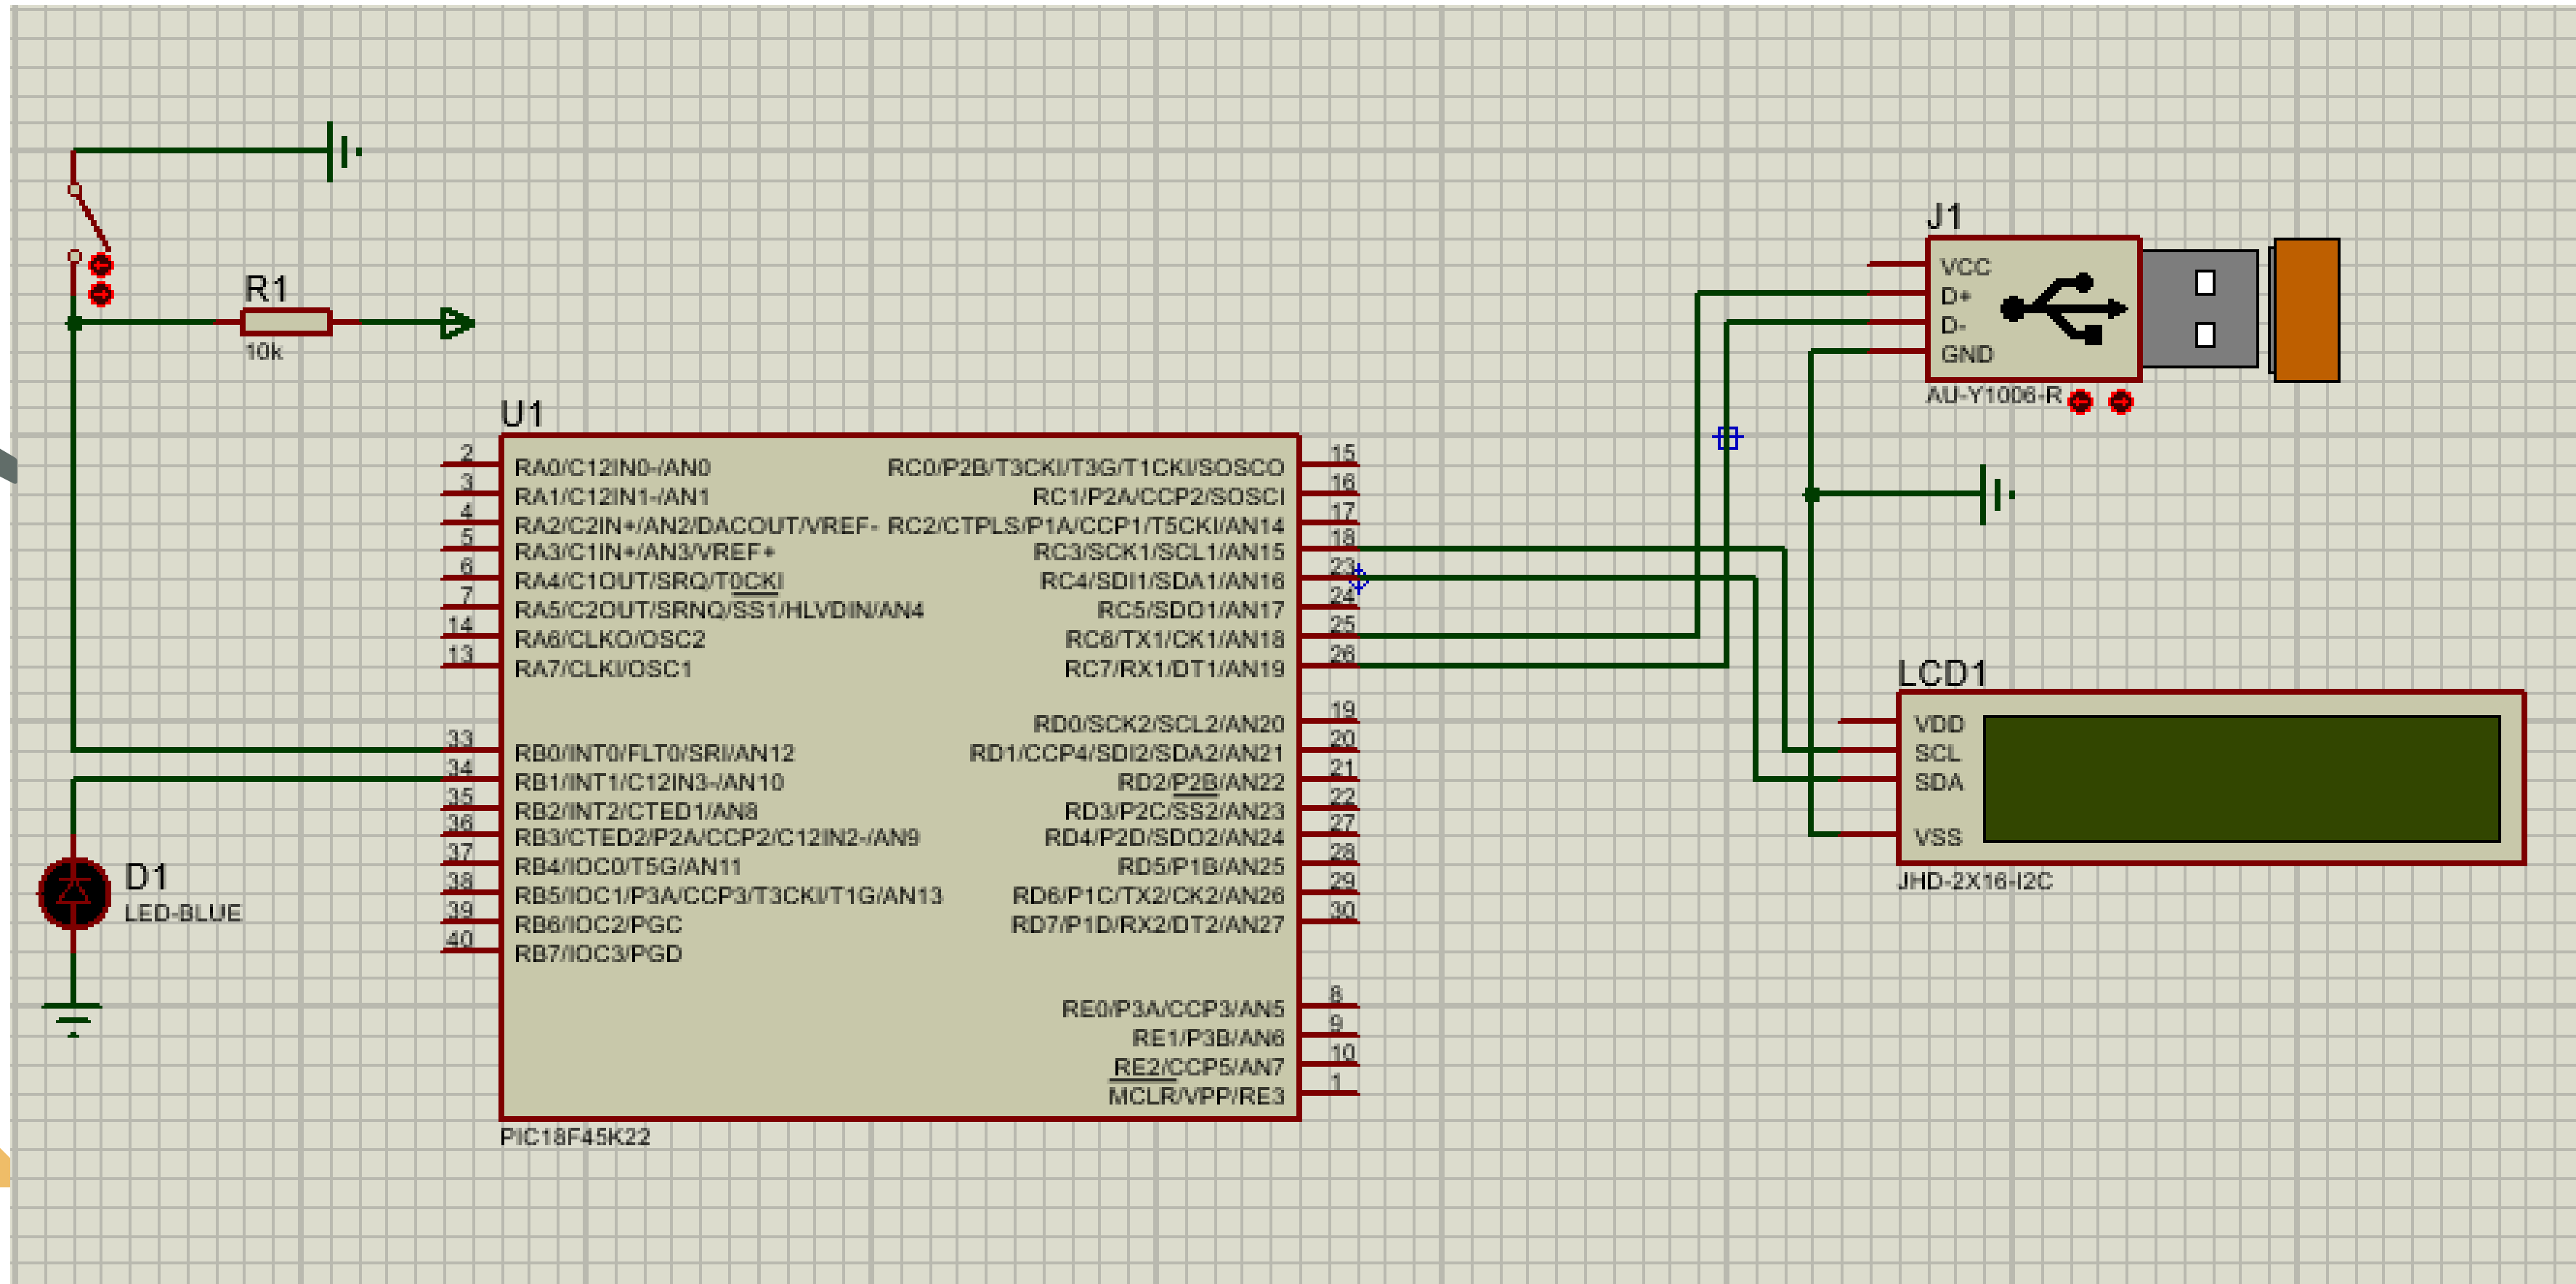 R1
10k
J1
VCC
D+
D-
GND
AU-Y1006-R
U1
2 RA0/C12IN0-/AN0
3 RA1/C12IN1-/AN1
4 RA2/C2IN+/AN2/DACOUT/VREF-
5 RA3/C1IN+/AN3/VREF+
6 RA4/C1OUT/SRQ/T0CKI
7 RA5/C2OUT/SRNQ/SS1/HLVDIN/AN4
14 RA6/CLKO/OSC2
13 RA7/CLKI/OSC1
33 RB0/INT0/FLT0/SRI/AN12
34 RB1/INT1/C12IN3-/AN10
35 RB2/INT2/CTED1/AN8
36 RB3/CTED2/P2A/CCP2/C12IN2-/AN9
37 RB4/IOC0/T5G/AN11
38 RB5/IOC1/P3A/CCP3/T3CKI/T1G/AN13
39 RB6/IOC2/PGC
40 RB7/IOC3/PGD
RC0/P2B/T3CKI/T3G/T1CKI/SOSCO 15
RC1/P2A/CCP2/SOSCI 16
RC2/CTPLS/P1A/CCP1/T5CKI/AN14 17
RC3/SCK1/SCL1/AN15 18
RC4/SDI1/SDA1/AN16 23
RC5/SDO1/AN17 24
RC6/TX1/CK1/AN18 25
RC7/RX1/DT1/AN19 26
RD0/SCK2/SCL2/AN20 19
RD1/CCP4/SDI2/SDA2/AN21 20
RD2/P2B/AN22 21
RD3/P2C/SS2/AN23 22
RD4/P2D/SDO2/AN24 27
RD5/P1B/AN25 28
RD6/P1C/TX2/CK2/AN26 29
RD7/P1D/RX2/DT2/AN27 30
RE0/P3A/CCP3/AN5 8
RE1/P3B/AN6 9
RE2/CCP5/AN7 10
MCLR/VPP/RE3 1
PIC18F45K22
D1
LED-BLUE
LCD1
VDD
SCL
SDA
VSS
JHD-2X16-I2C